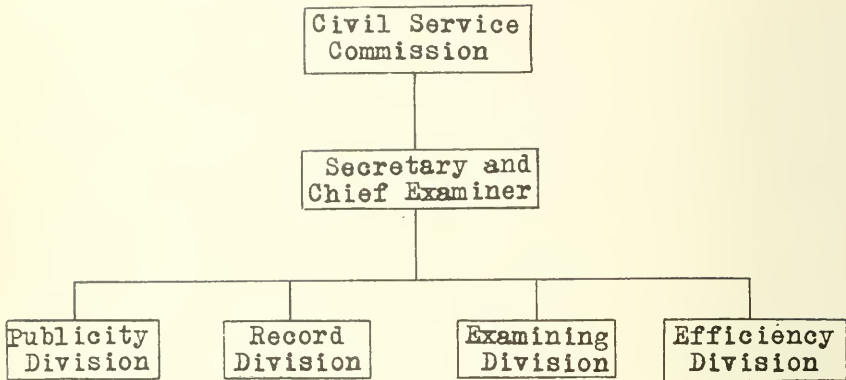 Civil Service
Commission
Secretary and
Chief Examiner
Publicity
Division
Record
Division
Examining
Division
Efficiency
Division